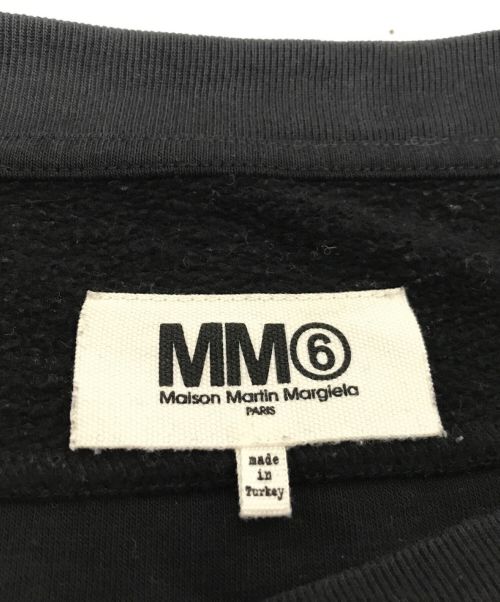 MM⑥
Maison Martin Margiela
PARIS
made
in
Turkey